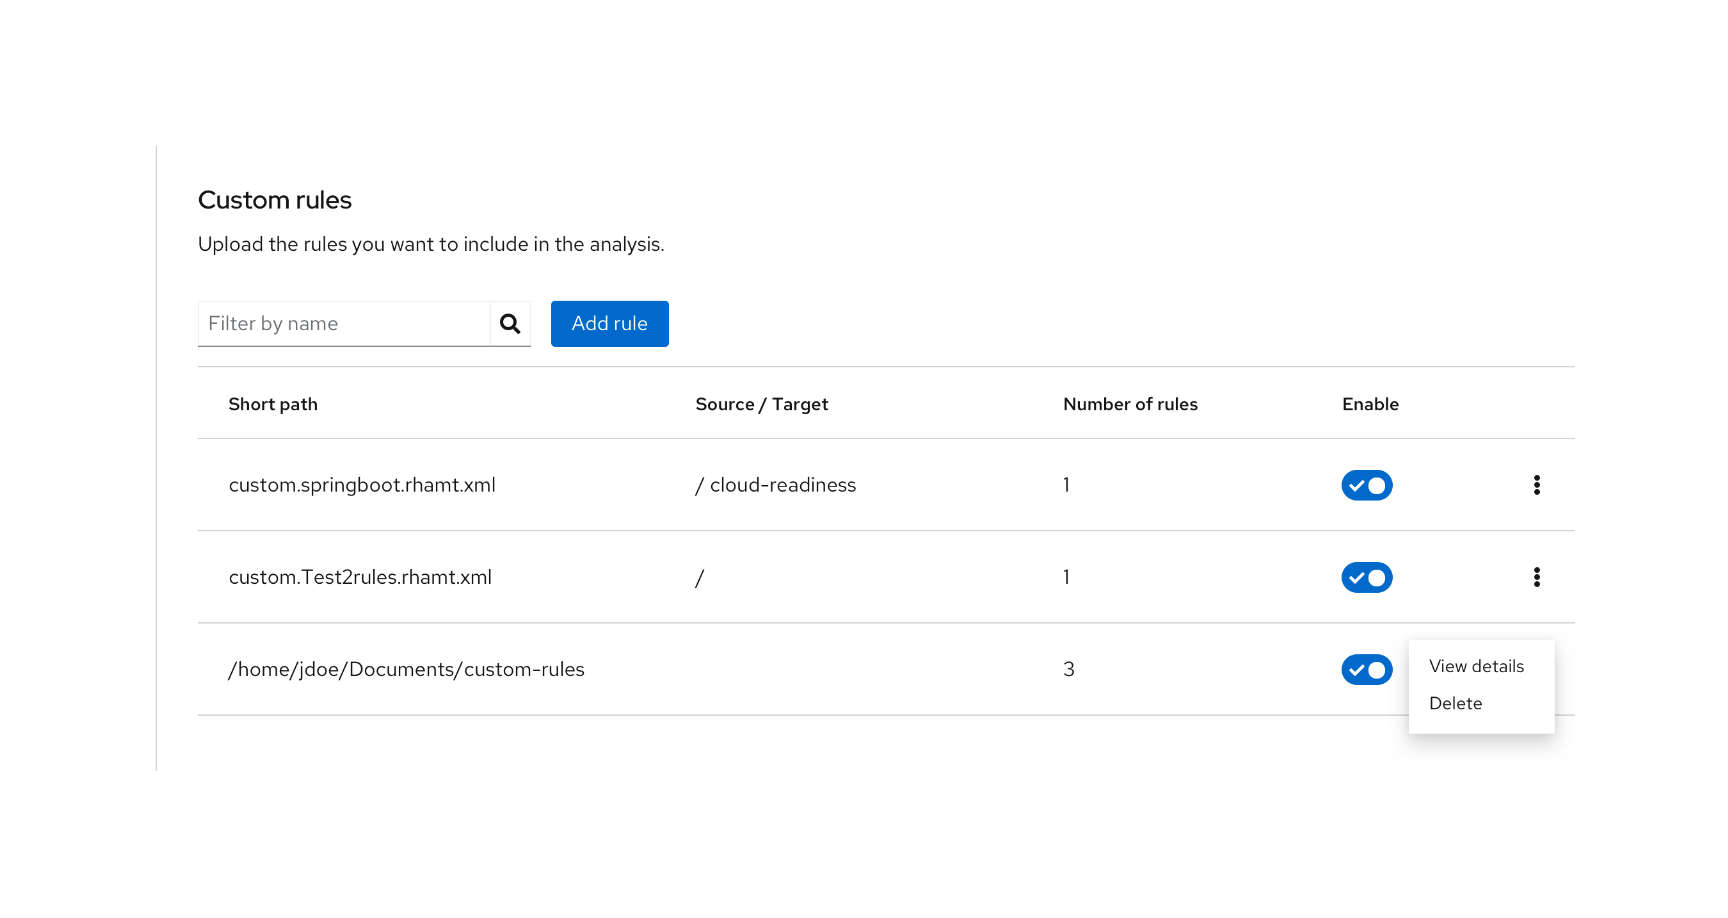 Custom rules
Upload the rules you want to include in the analysis.
Filter by name
Add rule
Short path Source / Target Number of rules Enable
custom.springboot.rhamt.xml / cloud-readiness 1
custom.Test2rules.rhamt.xml / 1
/home/jdoe/Documents/custom-rules 3
View details
Delete